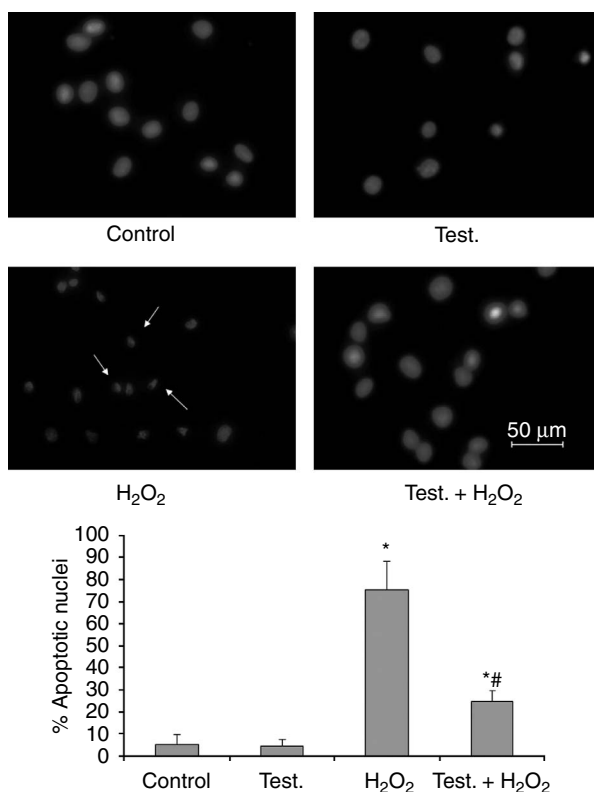 Control Test.
50 μm
H₂O₂ Test. + H₂O₂
% Apoptotic nuclei
100
90
80
70
60
50
40
30
20
10
0
*
*#
Control Test. H₂O₂ Test. + H₂O₂